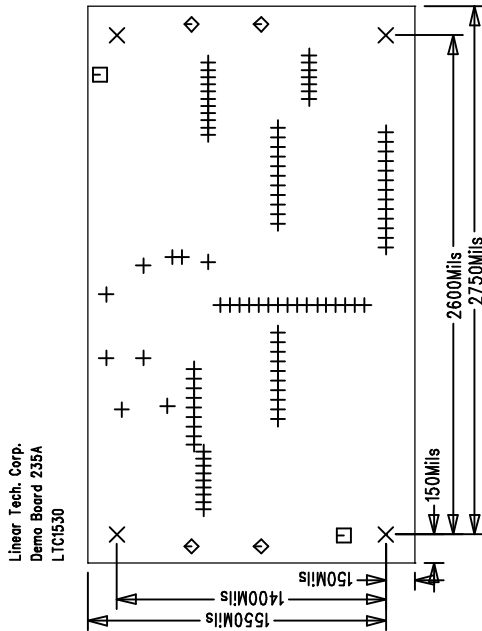 Linear Tech. Corp.
Demo Board 235A
LTC1530
2600Mils
2750Mils
150Mils
150Mils
1400Mils
1550Mils